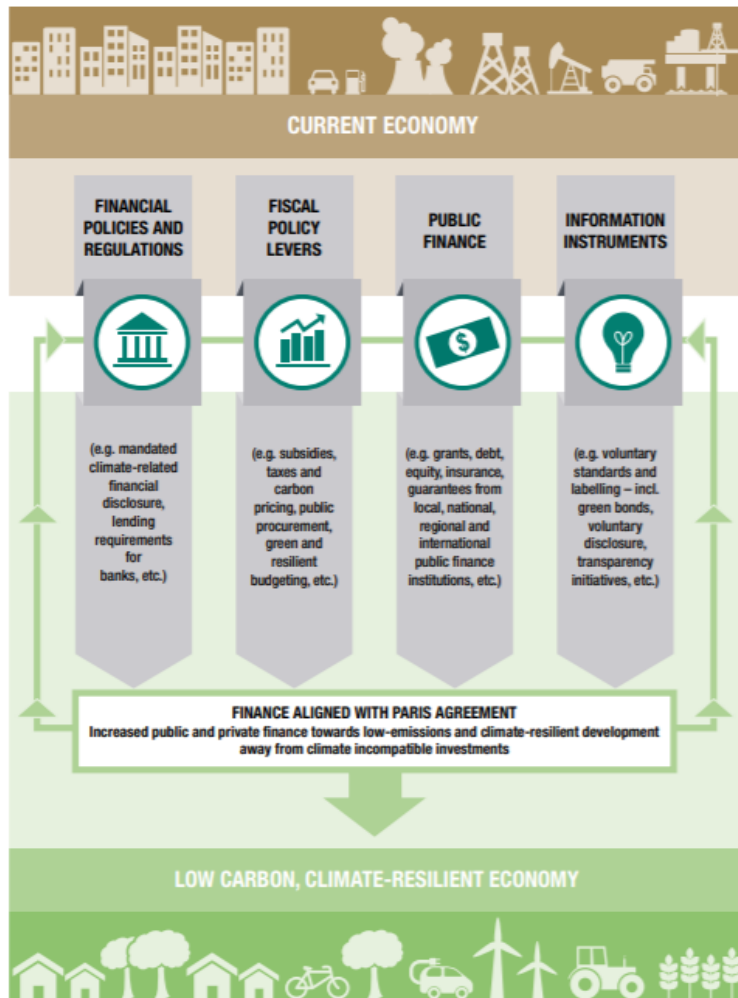 CURRENT ECONOMY
FINANCIAL
POLICIES AND
REGULATIONS
FISCAL
POLICY
LEVERS
PUBLIC
FINANCE
INFORMATION
INSTRUMENTS
$
(e.g. mandated
climate-related
financial
disclosure,
lending
requirements
for
banks, etc.)
(e.g. subsidies,
taxes and
carbon
pricing, public
procurement,
green and
resilient
budgeting, etc.)
(e.g. grants, debt,
equity, insurance,
guarantees from
local, national,
regional and
international
public finance
institutions, etc.)
(e.g. voluntary
standards and
labelling – incl.
green bonds,
voluntary
disclosure,
transparency
initiatives, etc.)
FINANCE ALIGNED WITH PARIS AGREEMENT
Increased public and private finance towards low-emissions and climate-resilient development
away from climate incompatible investments
LOW CARBON, CLIMATE-RESILIENT ECONOMY